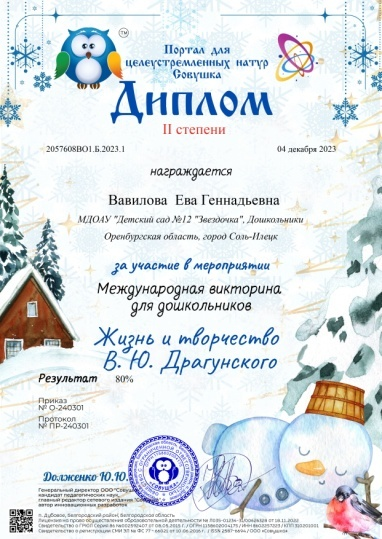 TM
Портал для
целеустремленных натур
Совушка
Диплом
II степени
2057608ВО1.Б.2023.1
04 декабря 2023
награждается
Вавилова Ева Геннадьевна
МДОАУ "Детский сад №12 "Звездочка", Дошкольники
Оренбургская область, город Соль-Илецк
за участие в мероприятии
Международная викторина
для дошкольников
Жизнь и творчество
В. Ю. Драгунского
Результат 80%
Приказ
№ О-240301
Протокол
№ ПР-240301
Долженко Ю.Ю.
Генеральный директор ООО "Совушка"
кандидат педагогических наук,
главный редактор сетевого издания
автор инновационных разработок